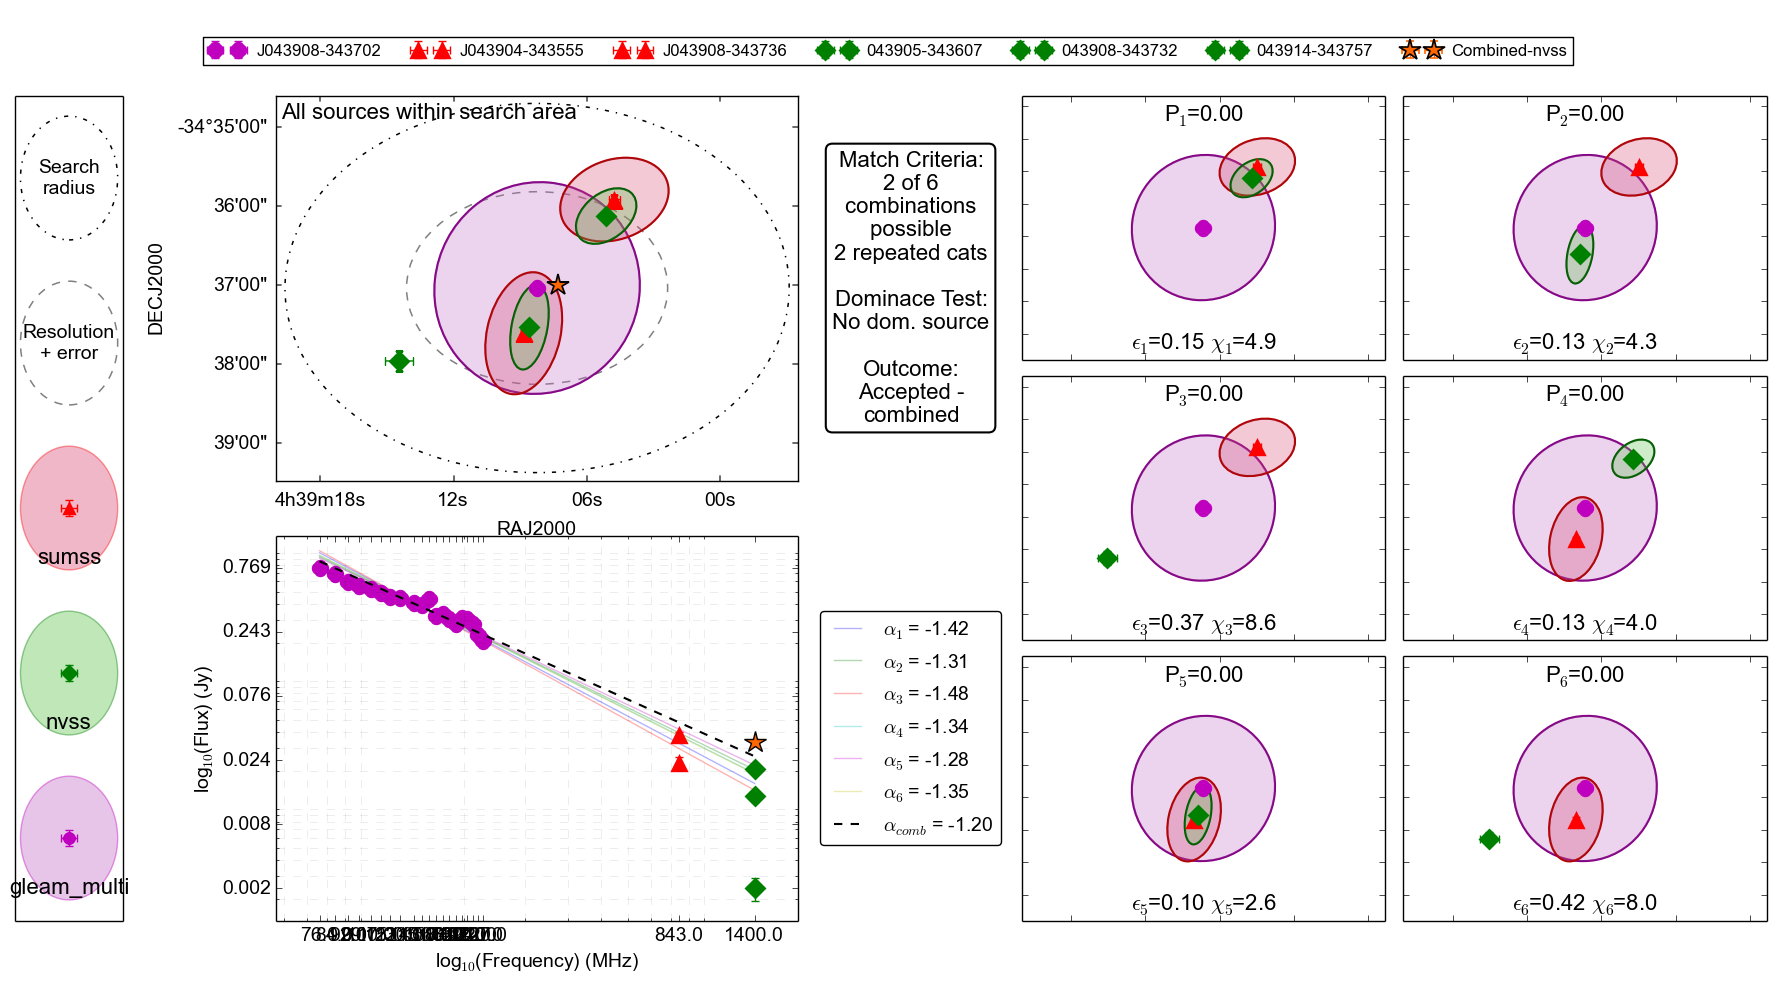 J043908-343702 J043904-343555 J043908-343736 043905-343607 043908-343732 043914-343757 Combined-nvss
Search
radius
Resolution
+ error
sumss
nvss
gleam_multi
All sources within search area
-34°35'00"
36'00"
37'00"
38'00"
39'00"
DECJ2000
4h39m18s 12s 06s 00s
RAJ2000
Match Criteria:
2 of 6
combinations
possible
2 repeated cats
Dominace Test:
No dom. source
Outcome:
Accepted -
combined
0.769
0.243
0.076
0.024
0.008
0.002
log10(Flux) (Jy)
843.0 1400.0
log10(Frequency) (MHz)
α1 = -1.42
α2 = -1.31
α3 = -1.48
α4 = -1.34
α5 = -1.28
α6 = -1.35
αcomb = -1.20
P1=0.00
ϵ1=0.15 χ1=4.9
P2=0.00
ϵ2=0.13 χ2=4.3
P3=0.00
ϵ3=0.37 χ3=8.6
P4=0.00
ϵ4=0.13 χ4=4.0
P5=0.00
ϵ5=0.10 χ5=2.6
P6=0.00
ϵ6=0.42 χ6=8.0